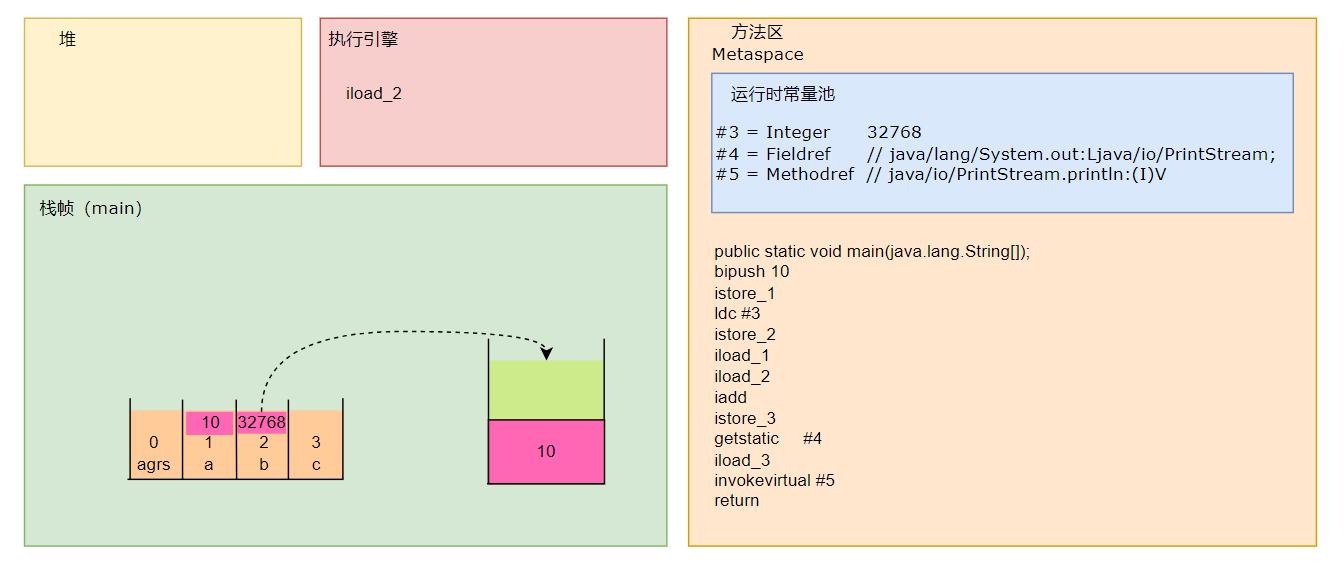 堆
执行引擎
iload_2
栈帧（main）
10
32768
0
1
2
3
agrs
a
b
c
10
方法区
Metaspace
运行时常量池
#3 = Integer 32768
#4 = Fieldref // java/lang/System.out:Ljava/io/PrintStream;
#5 = Methodref // java/io/PrintStream.println:(I)V
public static void main(java.lang.String[]);
bipush 10
istore_1
ldc #3
istore_2
iload_1
iload_2
iadd
istore_3
getstatic #4
iload_3
invokevirtual #5
return